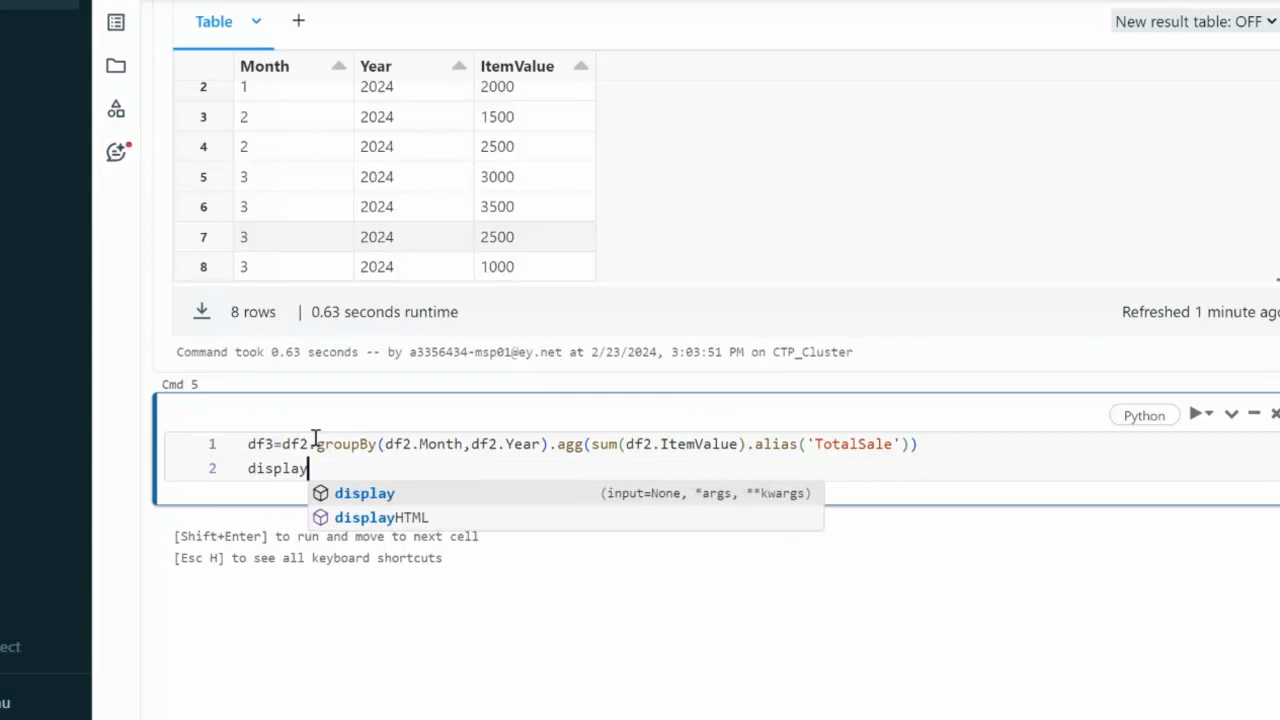 Table +
New result table: OFF
Month Year ItemValue
2 1 2024 2000
3 2 2024 1500
4 2 2024 2500
5 3 2024 3000
6 3 2024 3500
7 3 2024 2500
8 3 2024 1000
8 rows | 0.63 seconds runtime
Refreshed 1 minute ago
Command took 0.63 seconds -- by a3356434-msp01@ey.net at 2/23/2024, 3:03:51 PM on CTP_Cluster
Cmd 5
Python
1 df3=df2.groupBy(df2.Month,df2.Year).agg(sum(df2.ItemValue).alias('TotalSale'))
2 display
display (input=None, *args, **kwargs)
displayHTML
[Shift+Enter] to run and move to next cell
[Esc H] to see all keyboard shortcuts
ect
nu